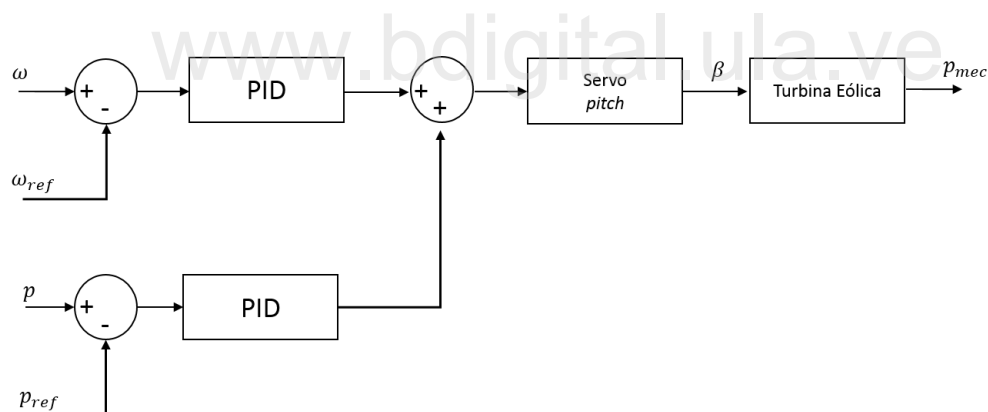 www.bdigital.ula.ve
ω
+
-
PID
+
+
Servo
pitch
β
Turbina Eólica
p_mec
ω_ref
p
+
-
PID
p_ref